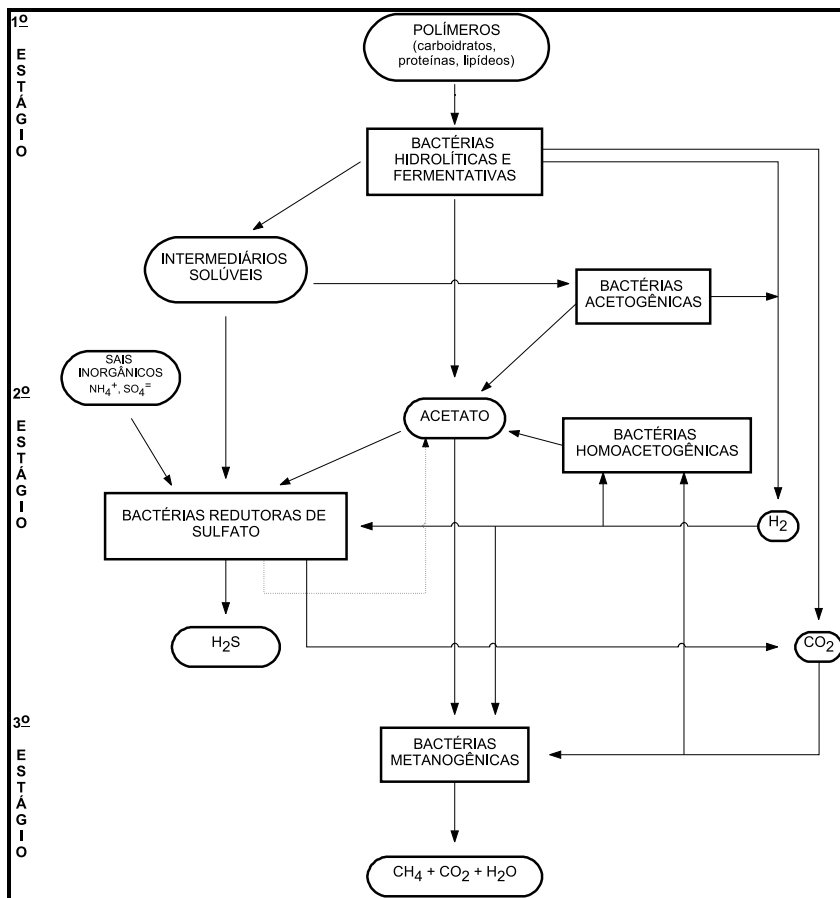 1º
ESTÁGIO
POLÍMEROS
(carboidratos,
proteínas, lipídeos)
BACTÉRIAS
HIDROLÍTICAS E
FERMENTATIVAS
INTERMEDIÁRIOS
SOLÚVEIS
BACTÉRIAS
ACETOGÊNICAS
SAIS
INORGÂNICOS
NH₄⁺, SO₄⁼
2º
ESTÁGIO
ACETATO
BACTÉRIAS
HOMOACETOGÊNICAS
BACTÉRIAS REDUTORAS DE
SULFATO
H₂
H₂S
CO₂
3º
ESTÁGIO
BACTÉRIAS
METANOGÊNICAS
CH₄ + CO₂ + H₂O